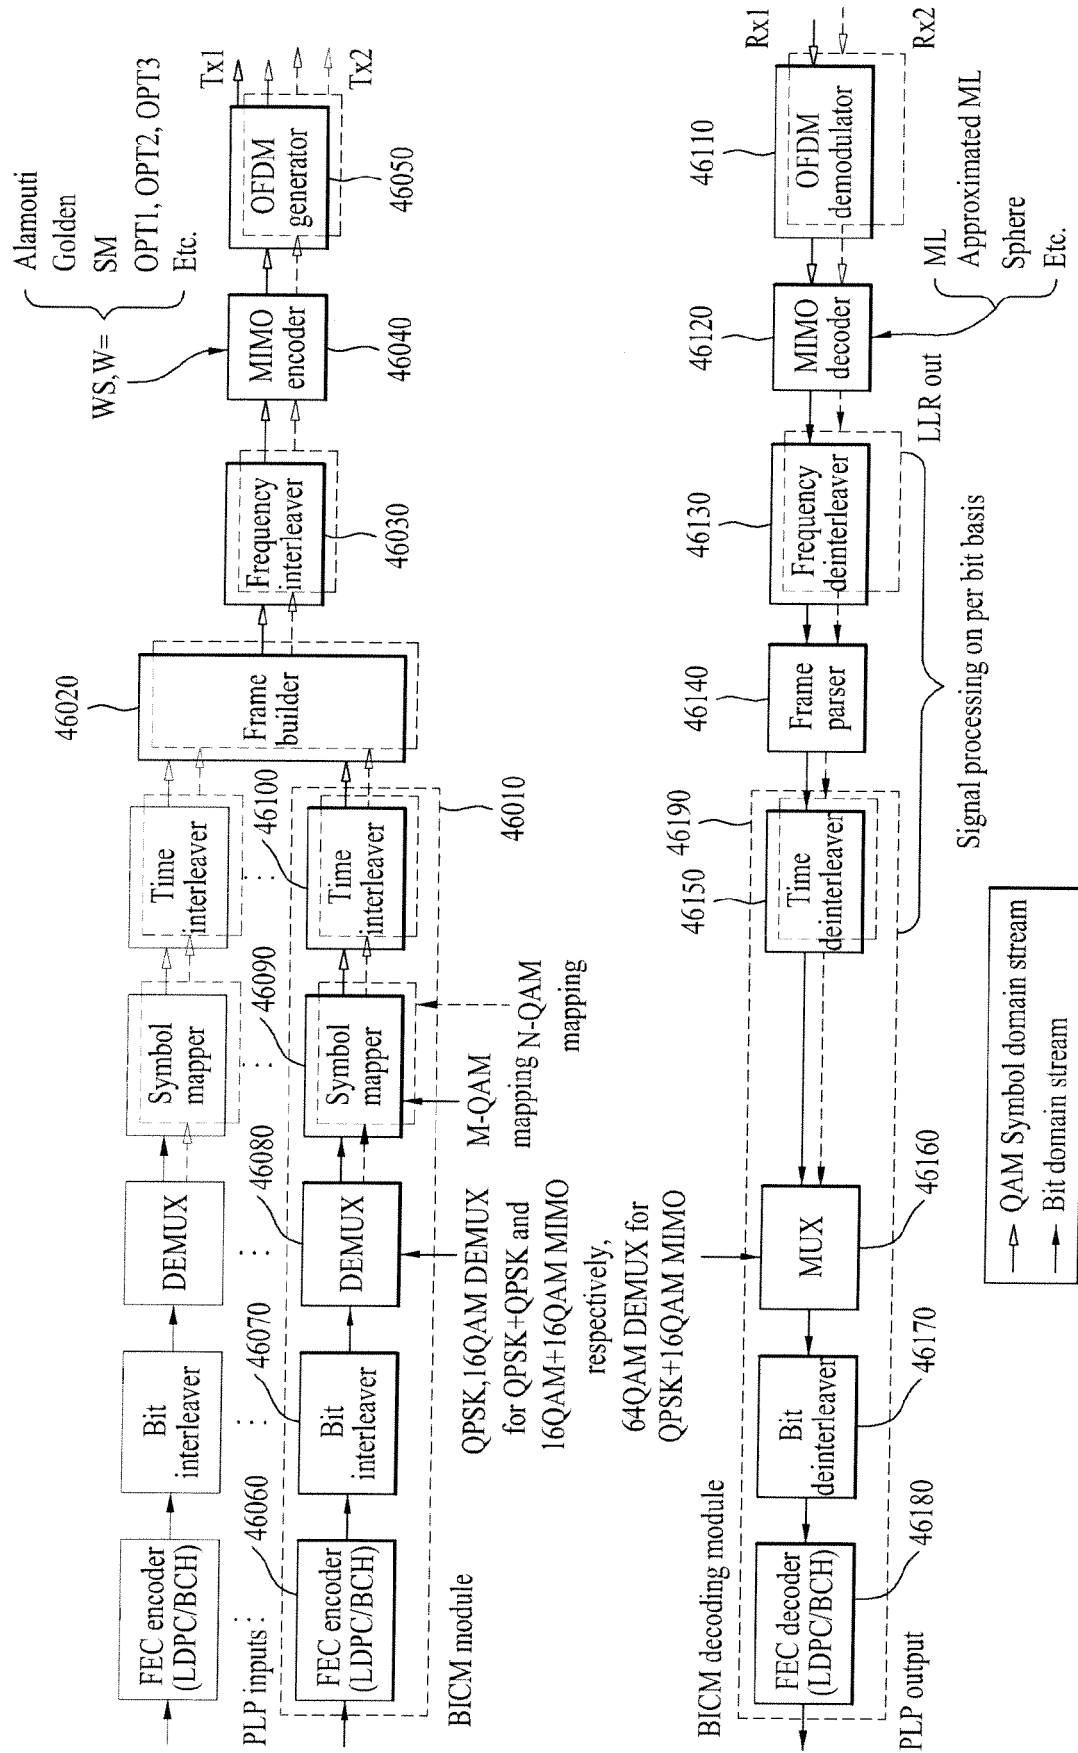 Alamouti
Golden
SM
OPT1, OPT2, OPT3
Etc.
WS,W=
Tx1
Tx2
FEC encoder
(LDPC/BCH)
Bit
interleaver
DEMUX
Symbol
mapper
Time
interleaver
46020
Frame
builder
Frequency
interleaver
46030
MIMO
encoder
46040
OFDM
generator
46050
PLP inputs
46060
46070
46080
46090
46100
FEC encoder
(LDPC/BCH)
Bit
interleaver
DEMUX
Symbol
mapper
Time
interleaver
46010
BICM module
QPSK,16QAM DEMUX
for QPSK+QPSK and
16QAM+16QAM MIMO
respectively,
64QAM DEMUX for
QPSK+16QAM MIMO
M-QAM
mapping
N-QAM
mapping
BICM decoding module
46190
46150
46140
46130
46120
46110
Rx1
Rx2
FEC decoder
(LDPC/BCH)
Bit
deinterleaver
MUX
Time
deinterleaver
Frame
parser
Frequency
deinterleaver
MIMO
decoder
OFDM
demodulator
46180
46170
46160
PLP output
LLR out
ML
Approximated ML
Sphere
Etc.
Signal processing on per bit basis
QAM Symbol domain stream
Bit domain stream